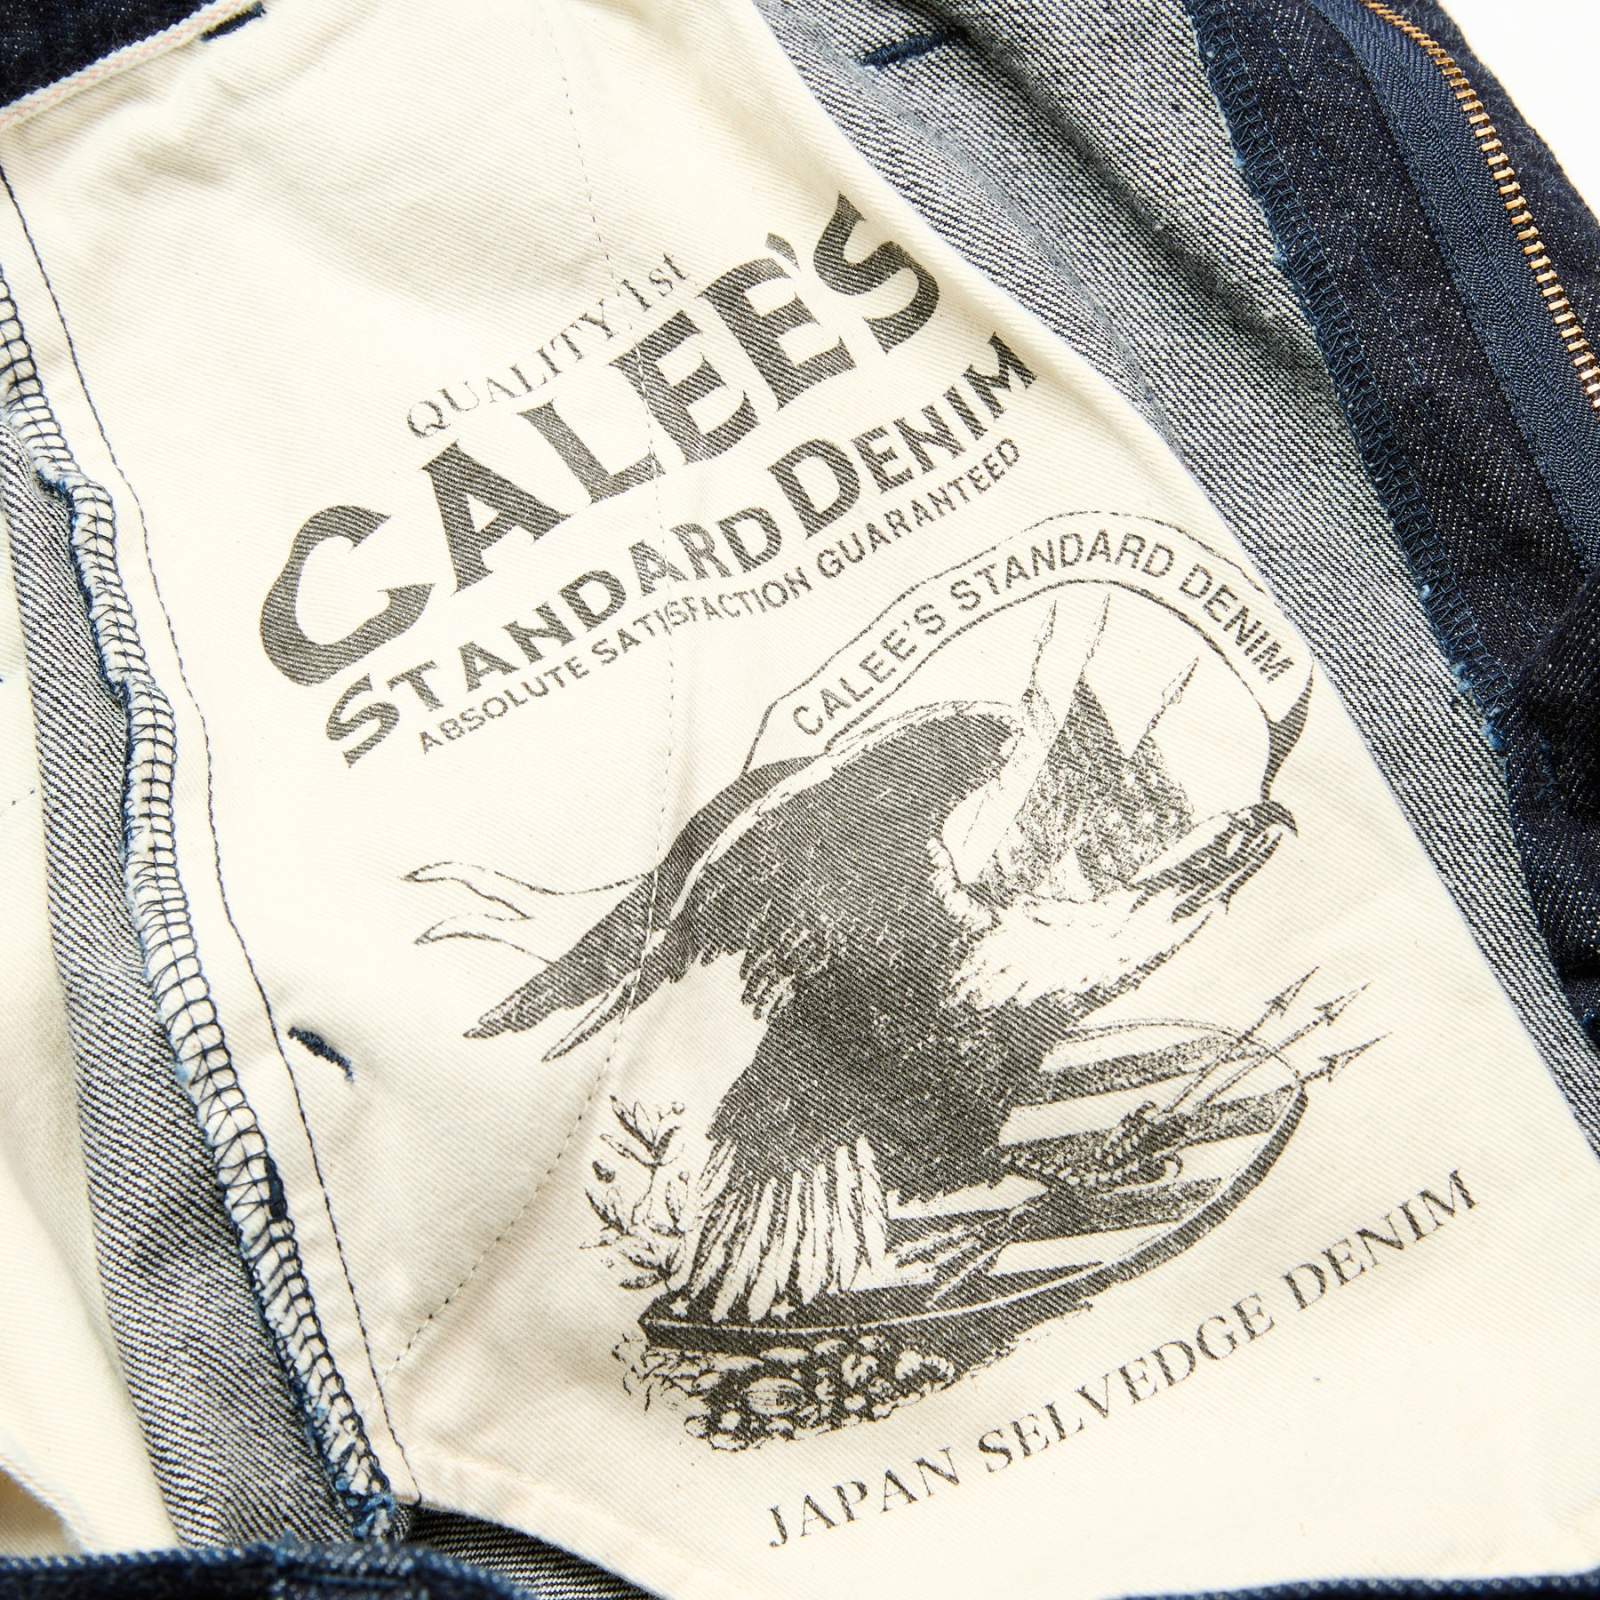 QUALITY 1st
CALEE'S
STANDARD DENIM
ABSOLUTE SATISFACTION GUARANTEED
CALEE'S STANDARD DENIM
JAPAN SELVEDGE DENIM